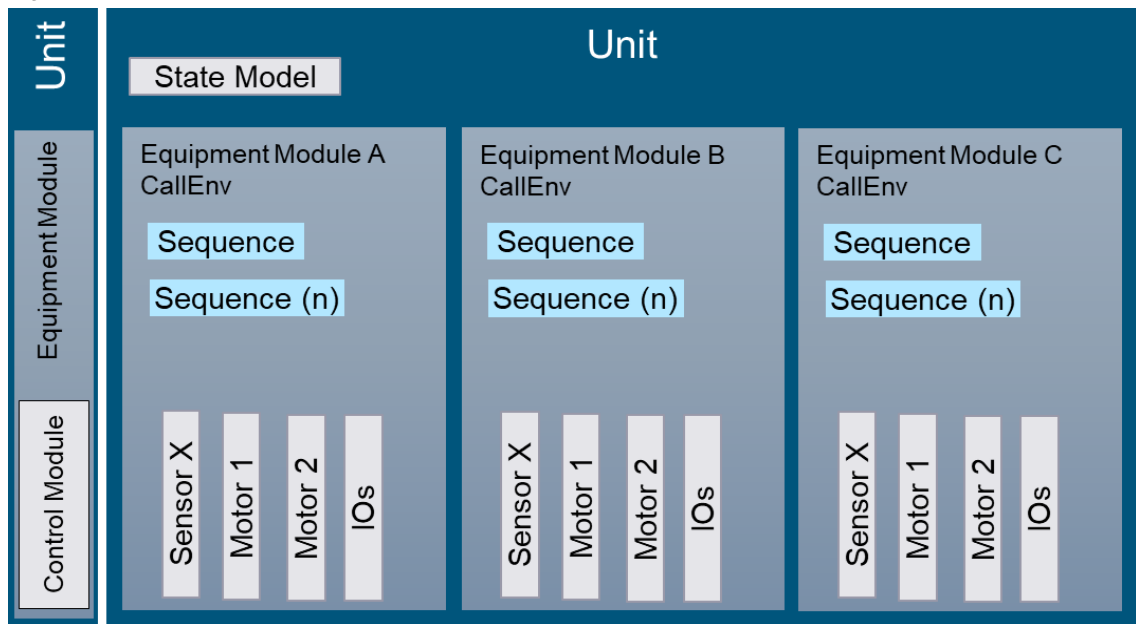 Unit
Equipment Module
Control Module
Unit
State Model
Equipment Module A
CallEnv
Sequence
Sequence (n)
Sensor X
Motor 1
Motor 2
IOs
Equipment Module B
CallEnv
Sequence
Sequence (n)
Sensor X
Motor 1
Motor 2
IOs
Equipment Module C
CallEnv
Sequence
Sequence (n)
Sensor X
Motor 1
Motor 2
IOs